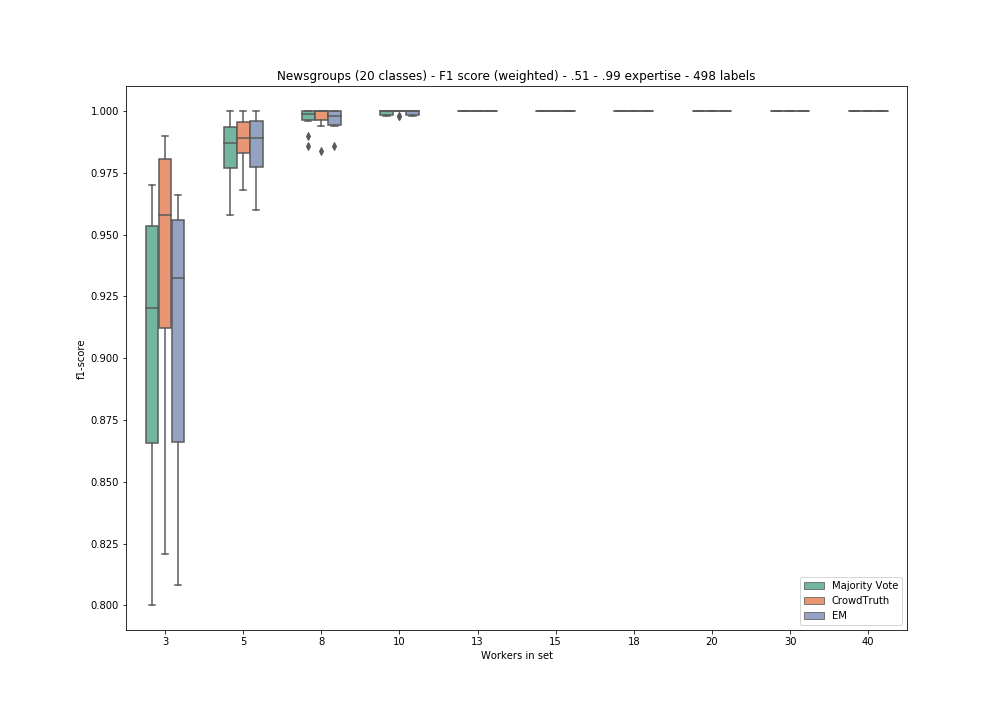 Newsgroups (20 classes) - F1 score (weighted) - .51 - .99 expertise - 498 labels
1.000
0.975
0.950
0.925
0.900
0.875
0.850
0.825
0.800
f1-score
3 5 8 10 13 15 18 20 30 40
Workers in set
Majority Vote
CrowdTruth
EM